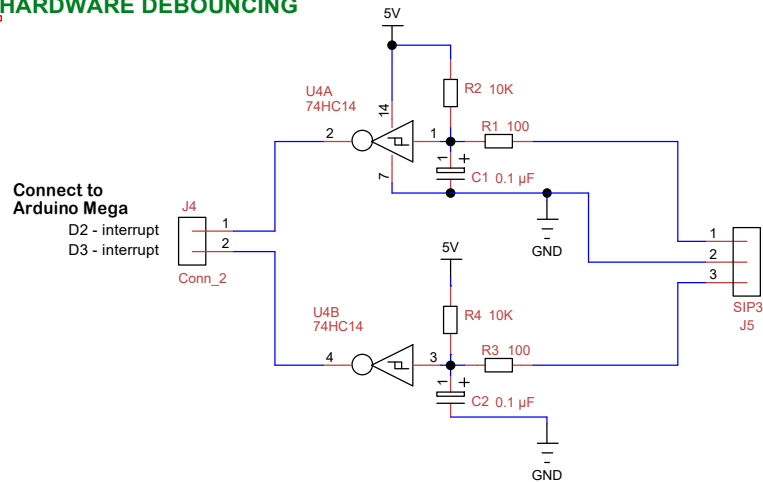 HARDWARE DEBOUNCING
5V
U4A
74HC14
14
R2 10K
2
1
R1 100
7
1
+
C1 0.1 µF
Connect to
Arduino Mega
D2 - interrupt
D3 - interrupt
J4
1
2
Conn_2
GND
1
2
3
SIP3
J5
5V
U4B
74HC14
R4 10K
4
3
R3 100
1
+
C2 0.1 µF
GND